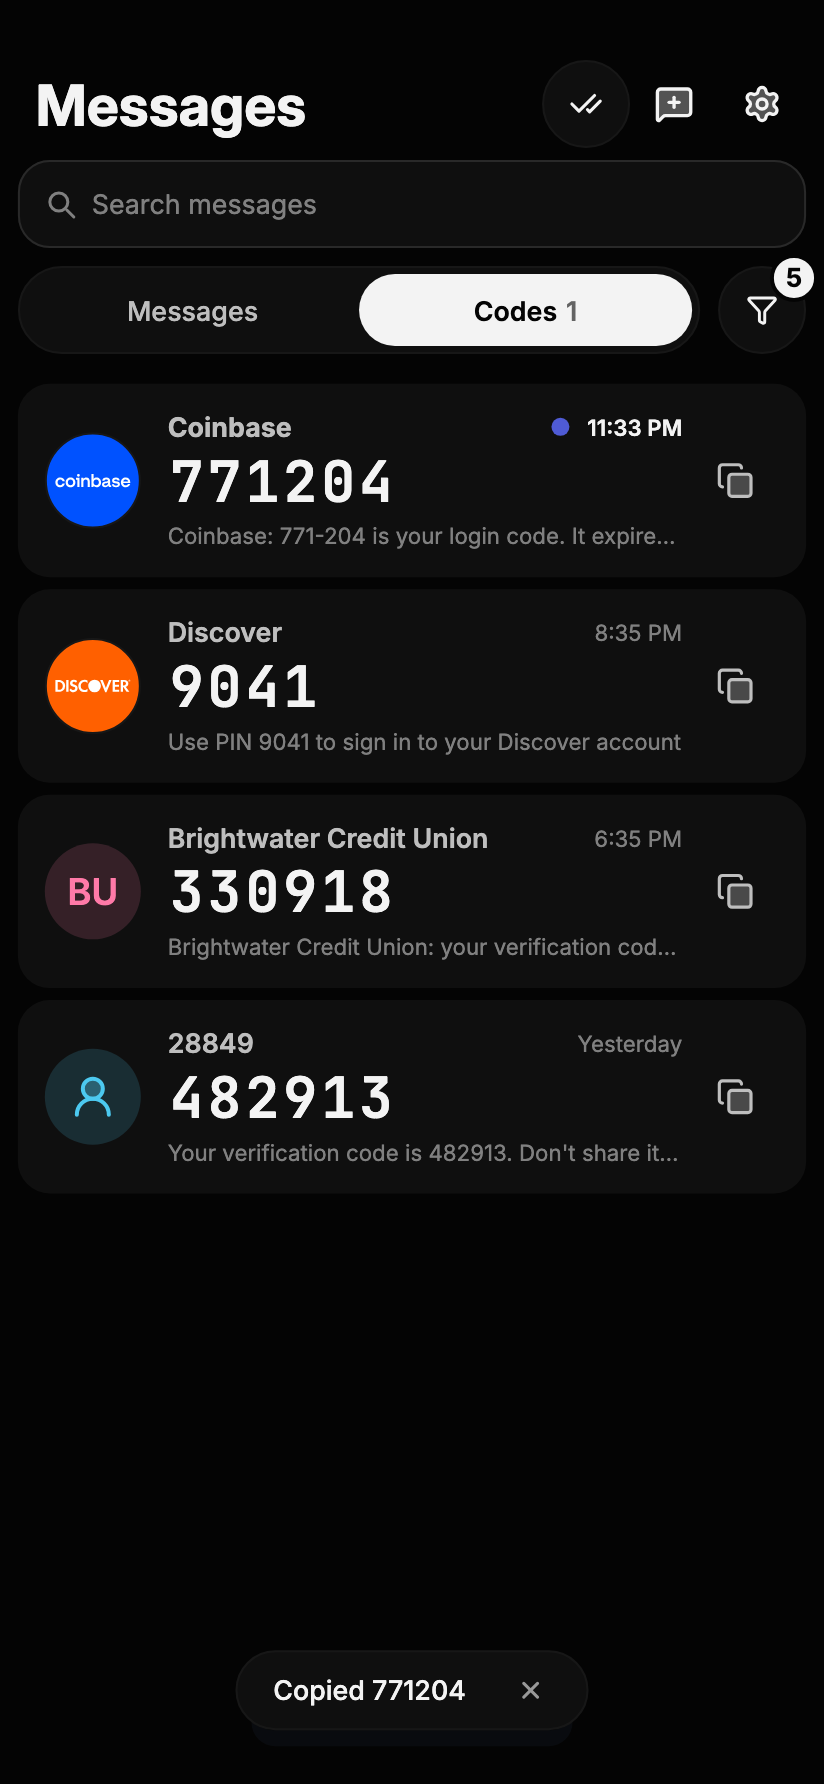 Messages
Search messages
Messages
Codes 1
5
coinbase
Coinbase
11:33 PM
771204
Coinbase: 771-204 is your login code. It expire...
DISCOVER
Discover
8:35 PM
9041
Use PIN 9041 to sign in to your Discover account
BU
Brightwater Credit Union
6:35 PM
330918
Brightwater Credit Union: your verification cod...
28849
Yesterday
482913
Your verification code is 482913. Don't share it...
Copied 771204